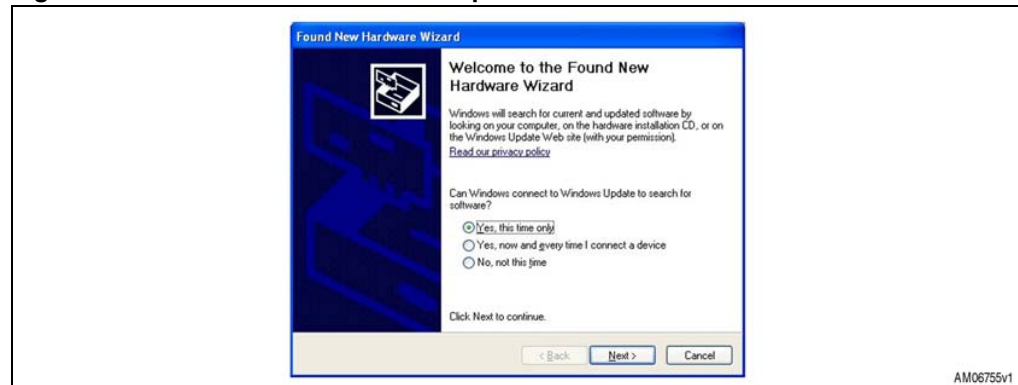 Found New Hardware Wizard
Welcome to the Found New
Hardware Wizard
Windows will search for current and updated software by
looking on your computer, on the hardware installation CD, or on
the Windows Update Web site (with your permission).
Read our privacy policy
Can Windows connect to Windows Update to search for
software?
Yes, this time only
Yes, now and every time I connect a device
No, not this time
Click Next to continue.
< Back Next > Cancel
AM06755v1